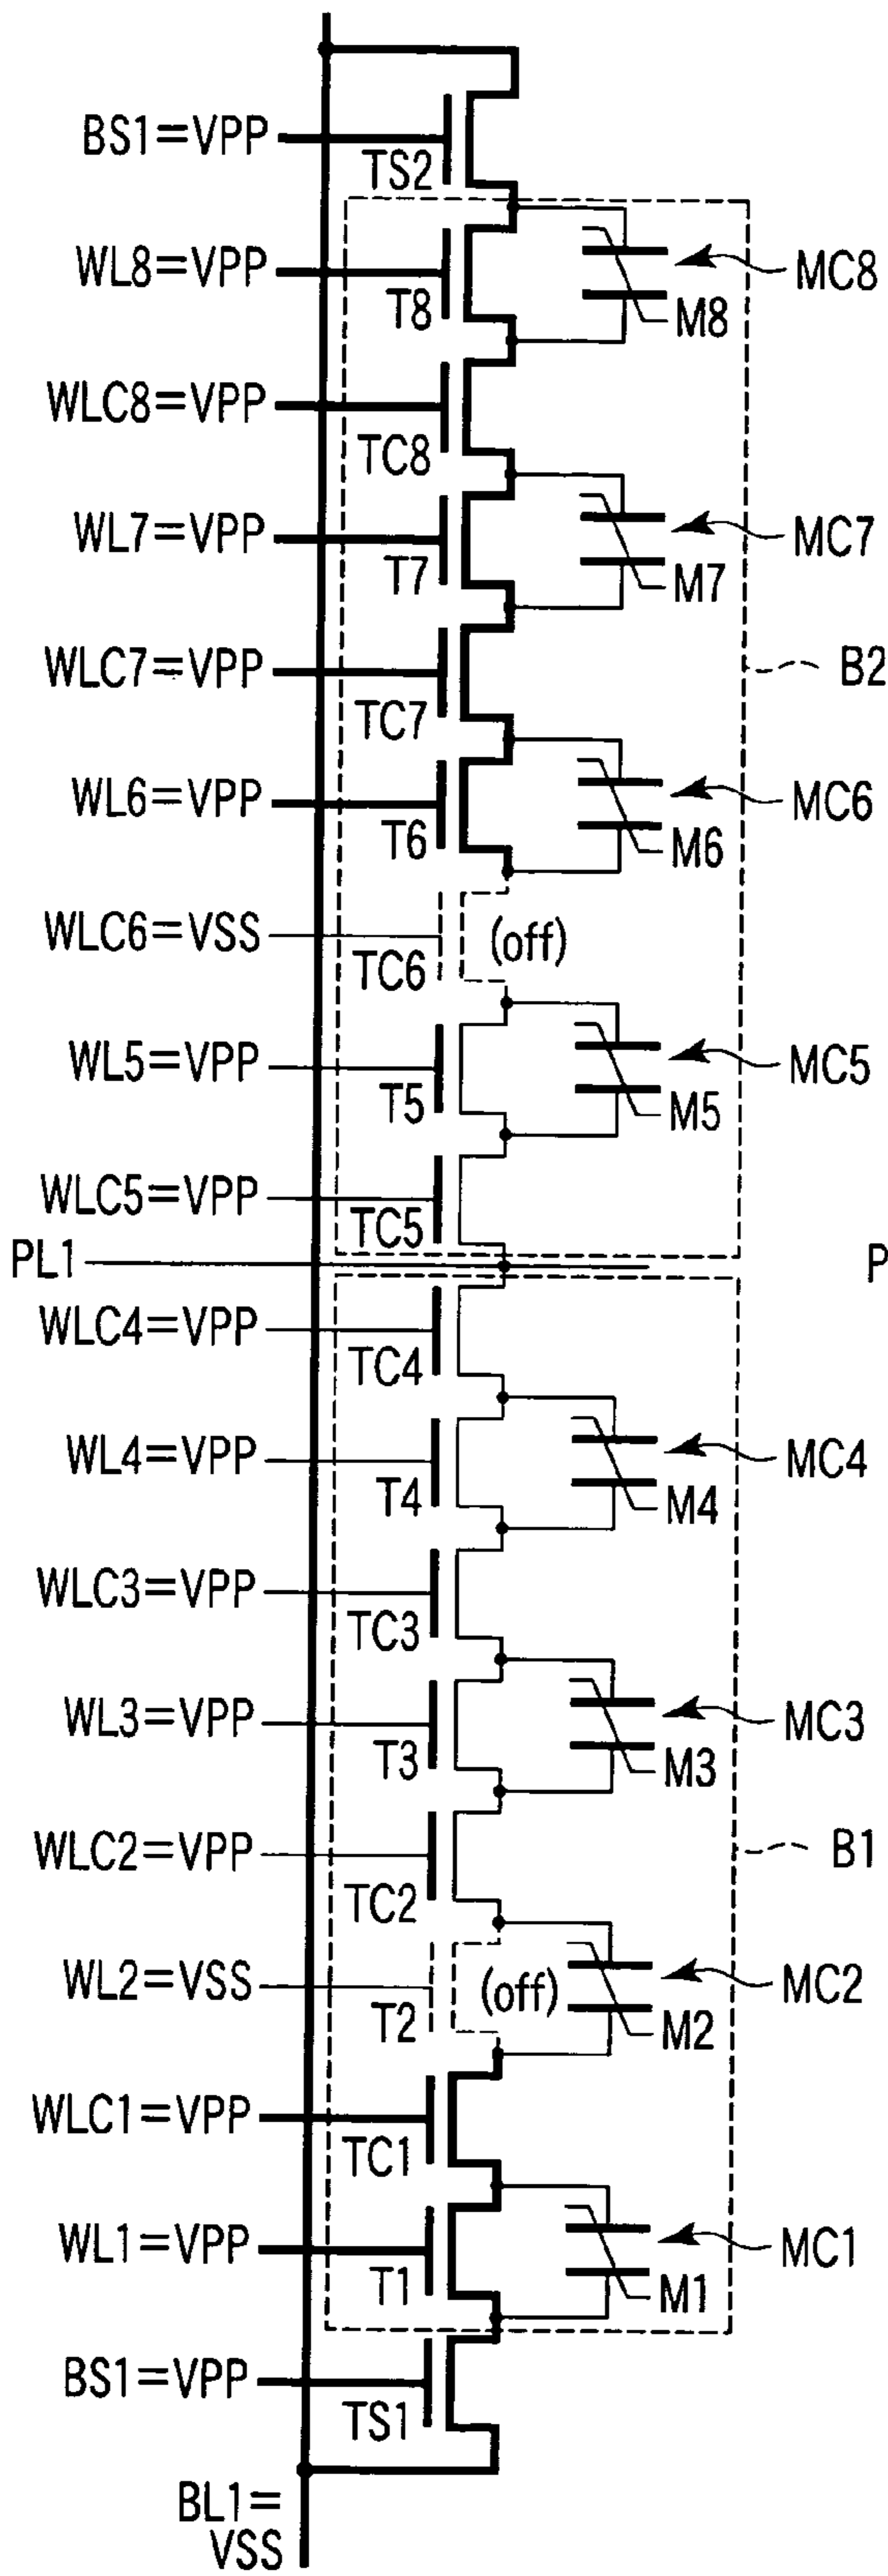 BS1=VPP
TS2
WL8=VPP
T8
MC8
M8
WLC8=VPP
TC8
WL7=VPP
T7
MC7
M7
WLC7=VPP
TC7
B2
WL6=VPP
T6
MC6
M6
WLC6=VSS
TC6
(off)
WL5=VPP
T5
MC5
M5
WLC5=VPP
TC5
PL1
P
WLC4=VPP
TC4
WL4=VPP
T4
MC4
M4
WLC3=VPP
TC3
WL3=VPP
T3
MC3
M3
WLC2=VPP
TC2
B1
WL2=VSS
T2
(off)
MC2
M2
WLC1=VPP
TC1
WL1=VPP
T1
MC1
M1
BS1=VPP
TS1
BL1=
VSS